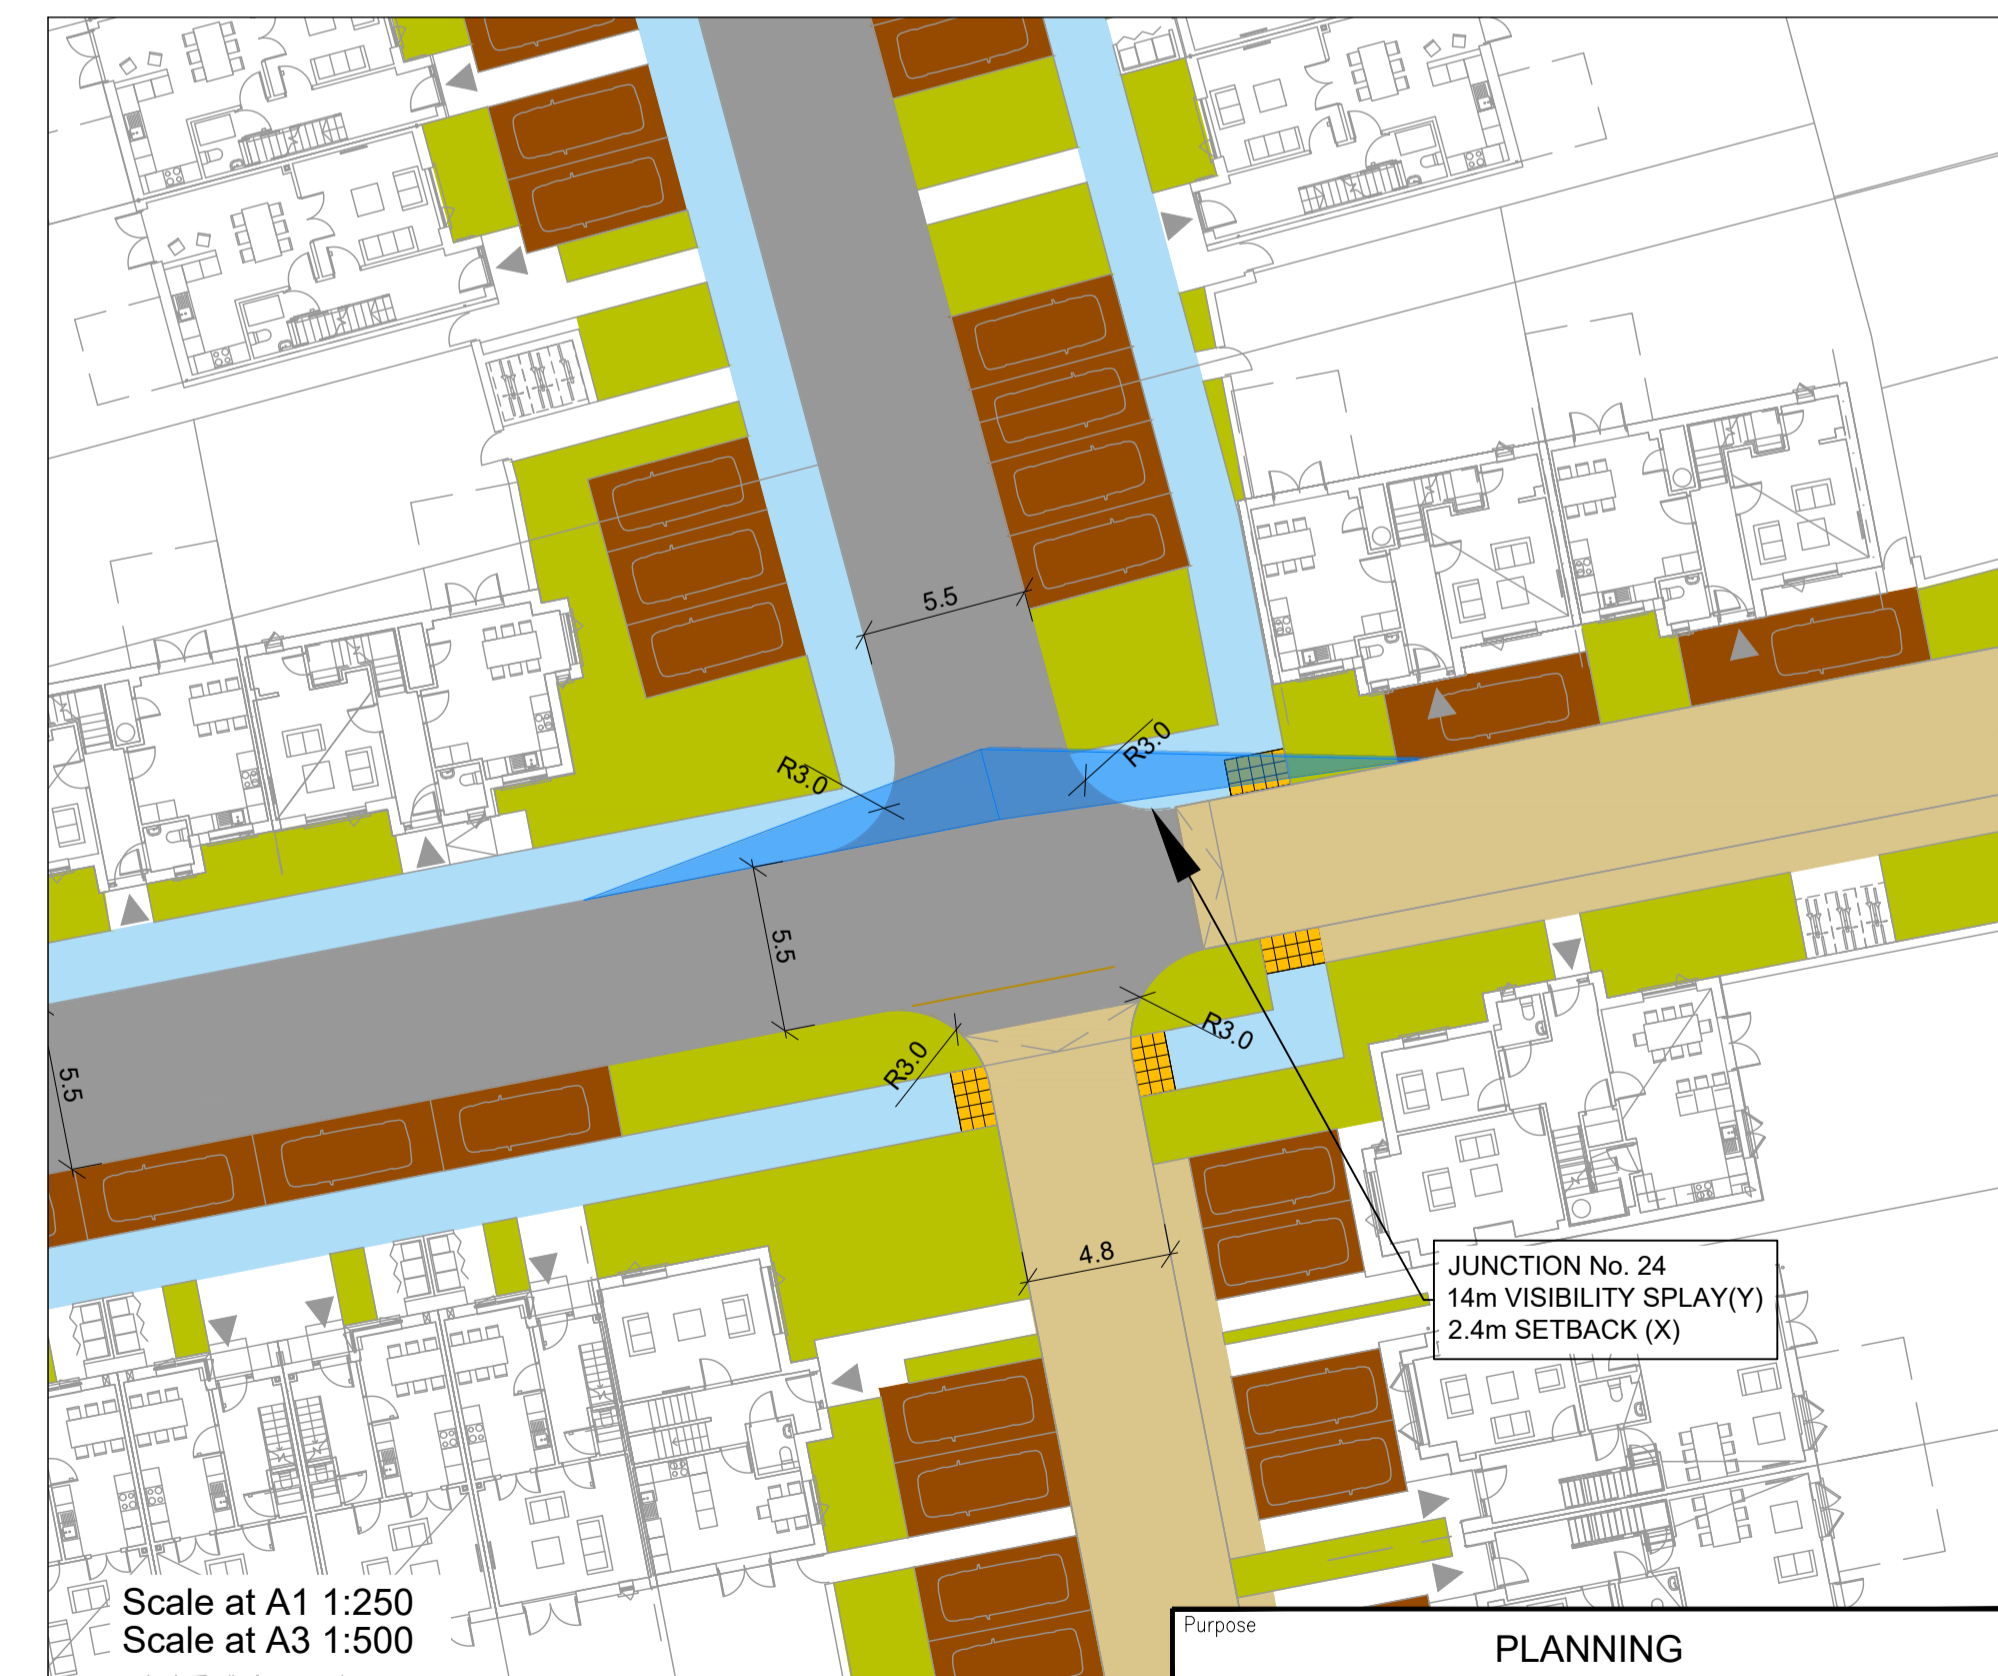 5.5
R3.0
R3.0
5.5
5.5
R3.0
R3.0
4.8
JUNCTION No. 24
14m VISIBILITY SPLAY(Y)
2.4m SETBACK (X)
Scale at A1 1:250
Scale at A3 1:500
Purpose
PLANNING